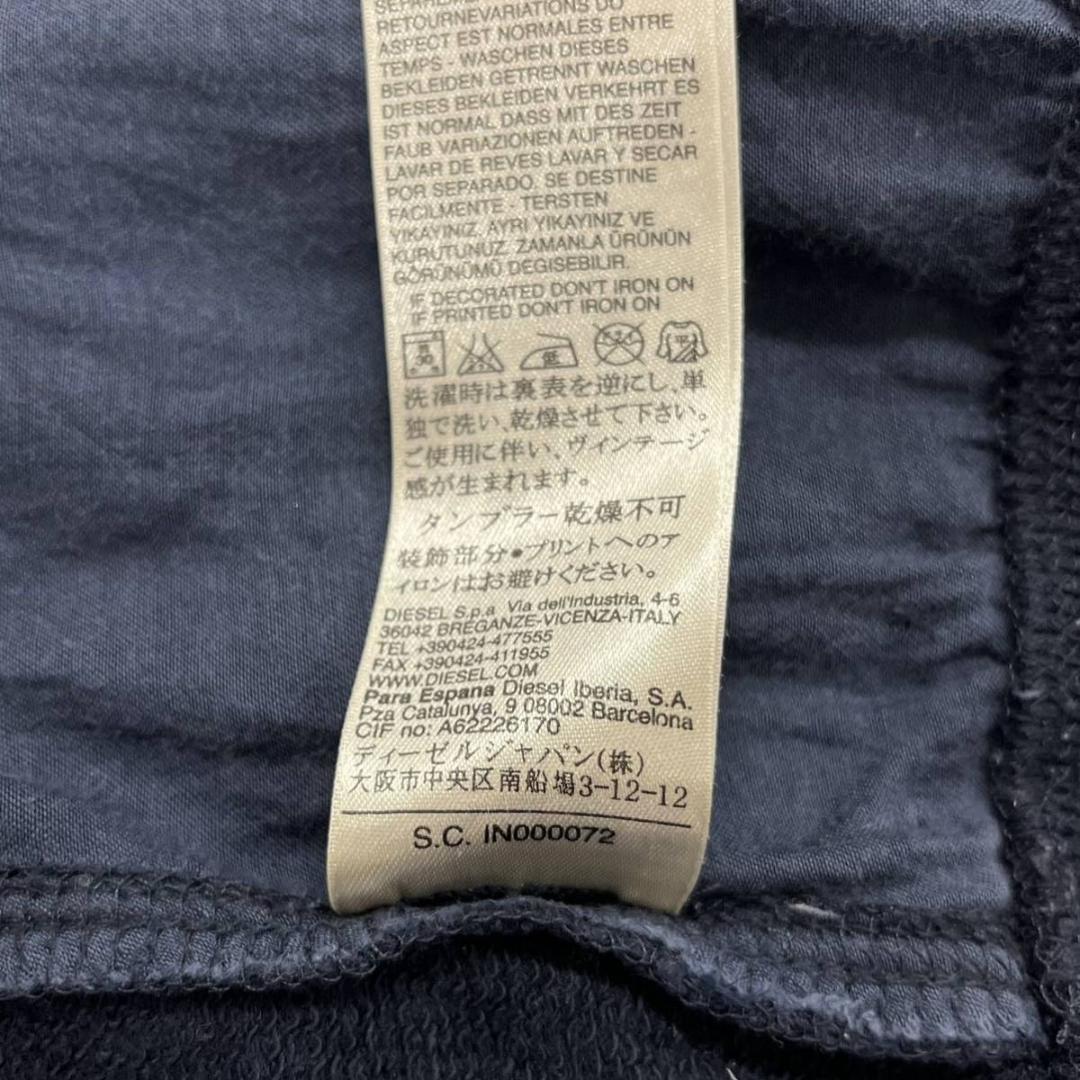 SEPAREMEN
RETOURNEVARIATIONS DO
ASPECT EST NORMALES ENTRE
TEMPS - WASCHEN DIESES
BEKLEIDEN GETRENNT WASCHEN
DIESES BEKLEIDEN VERKEHRT ES
IST NORMAL DASS MIT DES ZEIT
FAUB VARIAZIONEN AUFTREDEN -
LAVAR DE REVES LAVAR Y SECAR
POR SEPARADO. SE DESTINE
FACILMENTE - TERSTEN
YIKAYINIZ. AYRI YIKAYINIZ VE
KURUTUNUZ. ZAMANLA ÜRÜNÜN
GÖRÜNÜMÜ DEGISEBILIR.
IF DECORATED DON'T IRON ON
IF PRINTED DON'T IRON ON
30 低
洗濯時は裏表を逆にし、単
独で洗い、乾燥させて下さい。
ご使用に伴い、ヴィンテージ
感が生まれます。
タンブラー乾燥不可
装飾部分•プリントへのア
イロンはお避けください。
DIESEL S.p.a Via dell'Industria, 4-6
36042 BREGANZE-VICENZA-ITALY
TEL +390424-477555
FAX +390424-411955
WWW.DIESEL.COM
Para Espana Diesel Iberia, S.A.
Pza Catalunya, 9 08002 Barcelona
CIF no: A62226170
ディーゼルジャパン(株)
大阪市中央区南船場3-12-12
S.C. IN000072